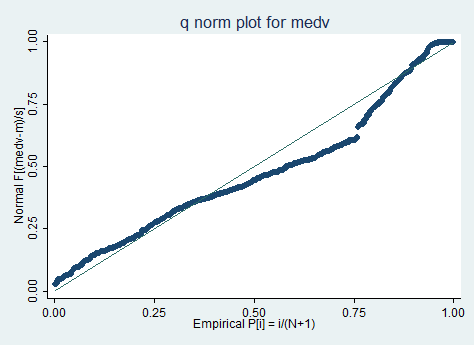 q norm plot for medv
Normal F[(medv-m)/s]
1.00
0.75
0.50
0.25
0.00
0.00 0.25 0.50 0.75 1.00
Empirical P[i] = i/(N+1)